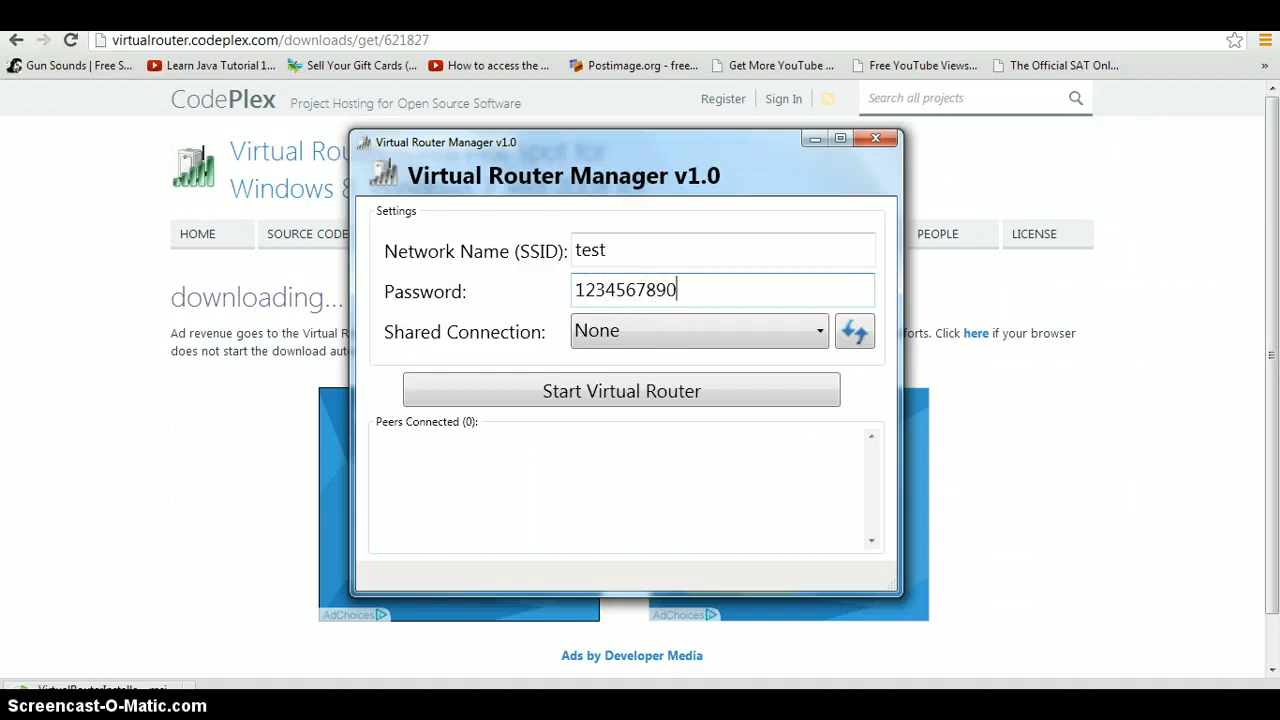 virtualrouter.codeplex.com/downloads/get/621827
Gun Sounds | Free S... Learn Java Tutorial 1... Sell Your Gift Cards (... How to access the ... Postimage.org - free... Get More YouTube ... Free YouTube Views... The Official SAT Onl... »
CodePlex Project Hosting for Open Source Software Register Sign In Search all projects
Virtual Router Manager v1.0
Virtual Rou spot for
Windows 8
Virtual Router Manager v1.0
HOME SOURCE CODE PEOPLE LICENSE
Settings
Network Name (SSID): test
Password: 1234567890
Shared Connection: None
downloading...
Ad revenue goes to the Virtual R forts. Click here if your browser
does not start the download aut
Start Virtual Router
Peers Connected (0):
AdChoices AdChoices
Ads by Developer Media
Screencast-O-Matic.com